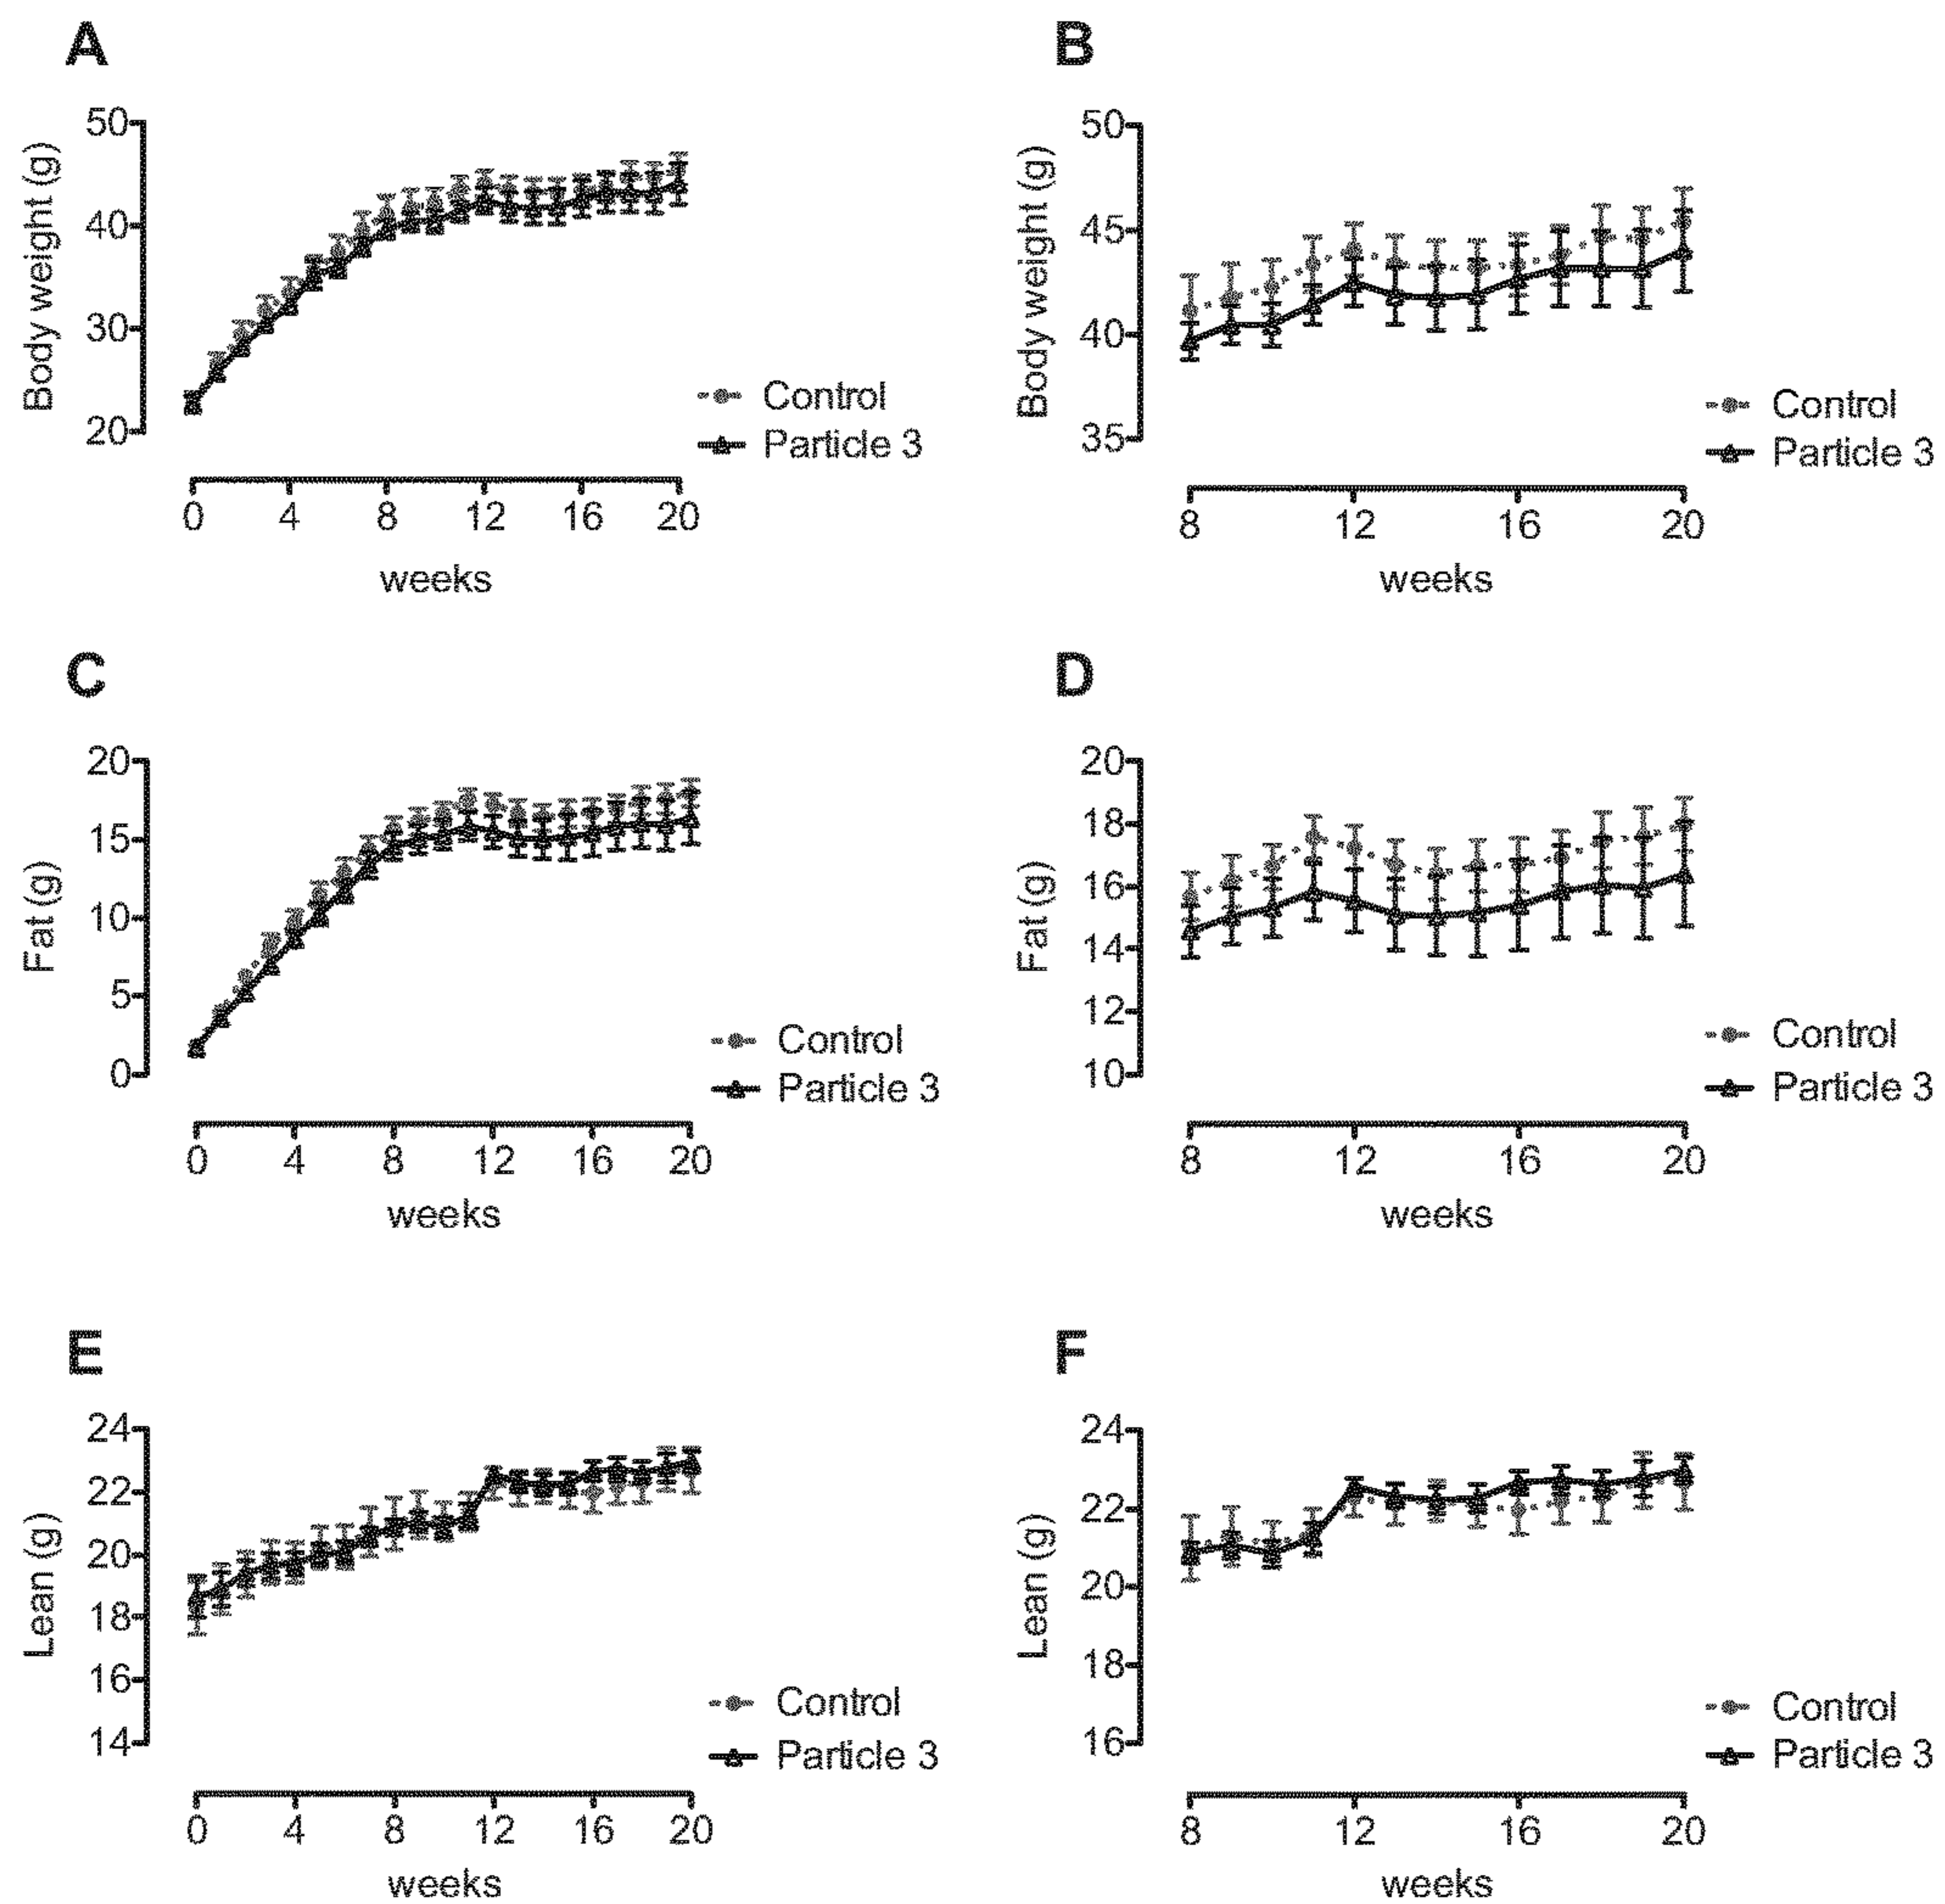 A
Body weight (g)
50
40
30
20
0 4 8 12 16 20
weeks
Control
Particle 3
B
Body weight (g)
50
45
40
35
8 12 16 20
weeks
Control
Particle 3
C
Fat (g)
20
15
10
5
0
0 4 8 12 16 20
weeks
Control
Particle 3
D
Fat (g)
20
18
16
14
12
10
8 12 16 20
weeks
Control
Particle 3
E
Lean (g)
24
22
20
18
16
14
0 4 8 12 16 20
weeks
Control
Particle 3
F
Lean (g)
24
22
20
18
16
8 12 16 20
weeks
Control
Particle 3